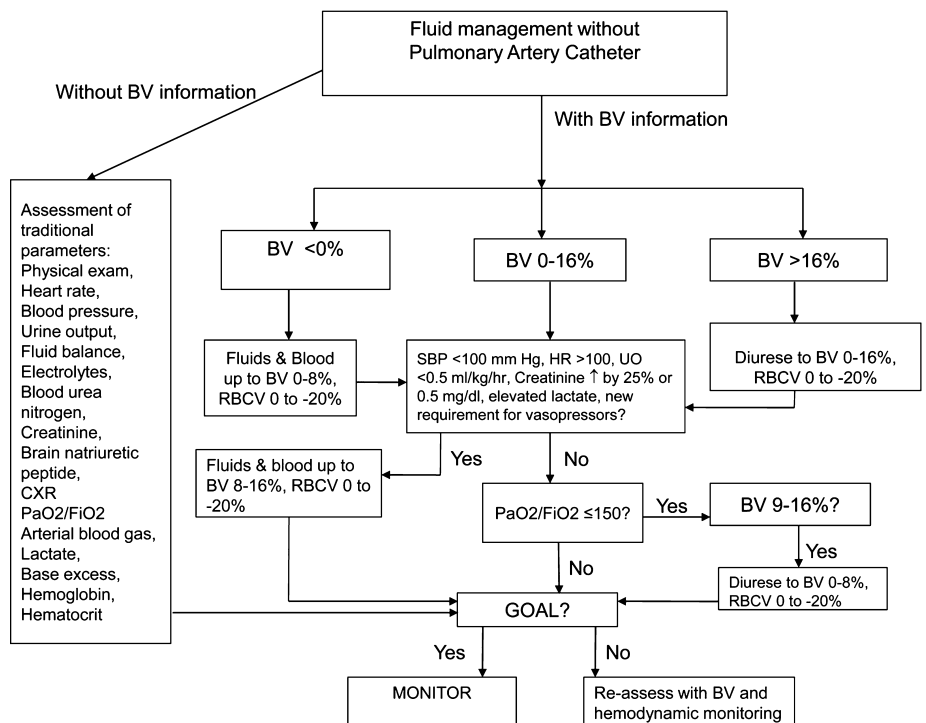 Fluid management without
Pulmonary Artery Catheter
Without BV information
With BV information
Assessment of
traditional
parameters:
Physical exam,
Heart rate,
Blood pressure,
Urine output,
Fluid balance,
Electrolytes,
Blood urea
nitrogen,
Creatinine,
Brain natriuretic
peptide,
CXR
PaO2/FiO2
Arterial blood gas,
Lactate,
Base excess,
Hemoglobin,
Hematocrit
BV <0%
BV 0-16%
BV >16%
Fluids & Blood
up to BV 0-8%,
RBCV 0 to -20%
SBP <100 mm Hg, HR >100, UO
<0.5 ml/kg/hr, Creatinine ↑ by 25% or
0.5 mg/dl, elevated lactate, new
requirement for vasopressors?
Diurese to BV 0-16%,
RBCV 0 to -20%
Yes
No
Fluids & blood up to
BV 8-16%, RBCV 0 to
-20%
PaO2/FiO2 ≤150?
Yes
BV 9-16%?
No
Yes
Diurese to BV 0-8%,
RBCV 0 to -20%
GOAL?
Yes
No
MONITOR
Re-assess with BV and
hemodynamic monitoring